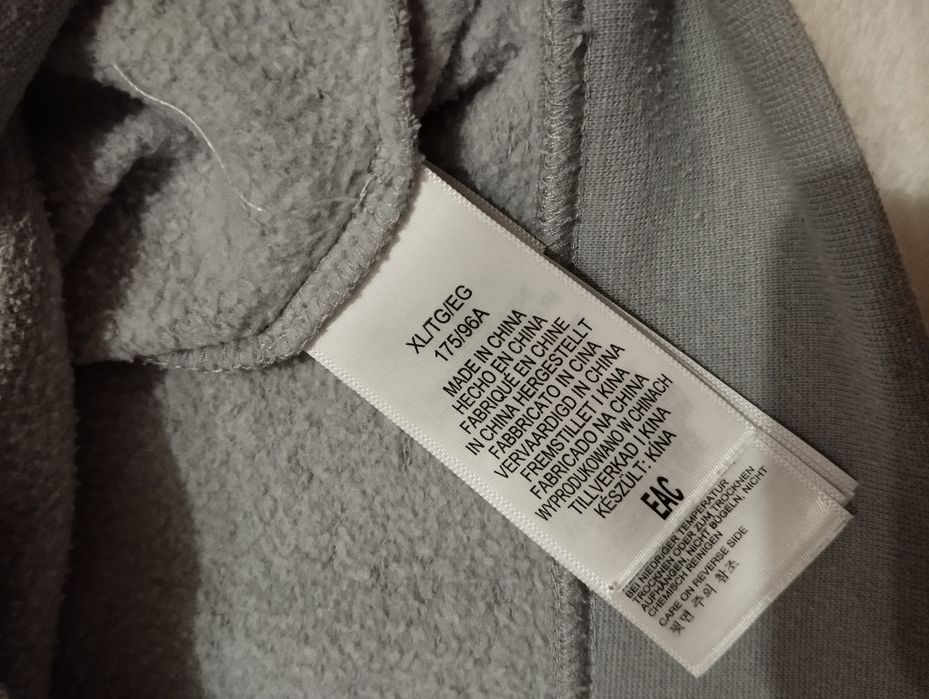 XL/TG/EG
175/96A
MADE IN CHINA
HECHO EN CHINA
FABRIQUÉ EN CHINE
IN CHINA HERGESTELLT
FABBRICATO IN CINA
VERVAARDIGD IN CHINA
FREMSTILLET I KINA
FABRICADO NA CHINA
WYPRODUKOWANO W CHINACH
TILLVERKAD I KINA
KÉSZÜLT: KINA
EAC
BEI NIEDRIGER TEMPERATUR
TROCKNEN ODER ZUM TROCKNEN
AUFHÄNGEN, NICHT BÜGELN, NICHT
CHEMISCH REINIGEN
CARE ON REVERSE SIDE
뒷면 주의 참조